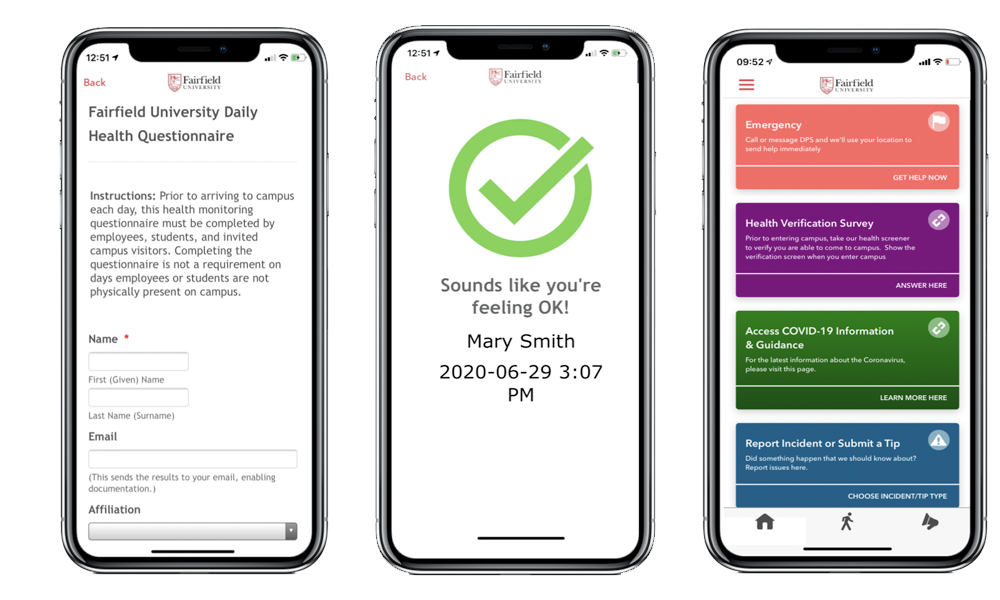 12:51
Back
Fairfield
UNIVERSITY
Fairfield University Daily
Health Questionnaire
Instructions: Prior to arriving to campus
each day, this health monitoring
questionnaire must be completed by
employees, students, and invited
campus visitors. Completing the
questionnaire is not a requirement on
days employees or students are not
physically present on campus.
Name *
First (Given) Name
Last Name (Surname)
Email
(This sends the results to your email, enabling
documentation.)
Affiliation
12:51
Back
Fairfield
UNIVERSITY
Sounds like you're
feeling OK!
Mary Smith
2020-06-29 3:07
PM
09:52
Fairfield
UNIVERSITY
Emergency
Call or message DPS and we'll use your location to
send help immediately
GET HELP NOW
Health Verification Survey
Prior to entering campus, take our health screener
to verify you are able to come to campus. Show the
verification screen when you enter campus
ANSWER HERE
Access COVID-19 Information
& Guidance
For the latest information about the Coronavirus,
please visit this page.
LEARN MORE HERE
Report Incident or Submit a Tip
Did something happen that we should know about?
Report issues here.
CHOOSE INCIDENT/TIP TYPE